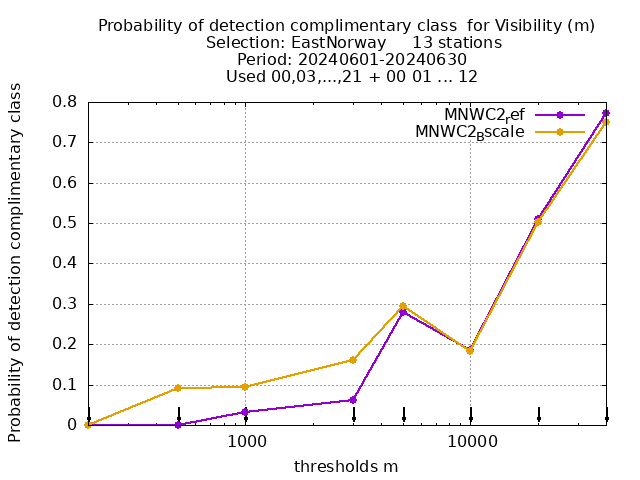 Probability of detection complimentary class  for Visibility (m)
Selection: EastNorway     13 stations
Period: 20240601-20240630
Used 00,03,...,21 + 00 01 ... 12
Probability of detection complimentary class
0.8
0.7
0.6
0.5
0.4
0.3
0.2
0.1
0
MNWC2ref
MNWC2Bscale
1000
10000
thresholds m